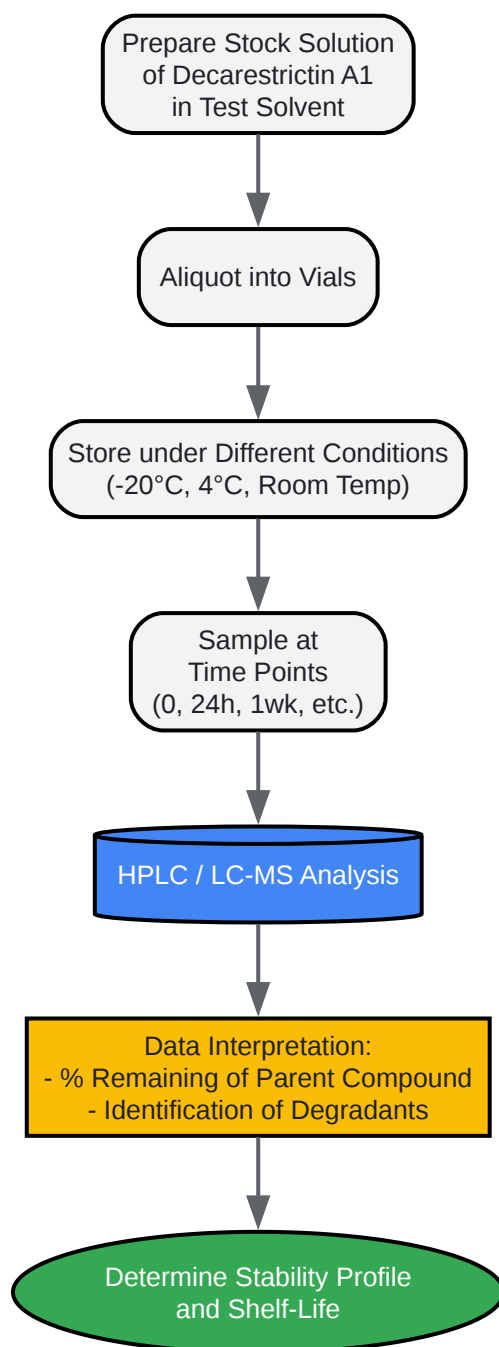 Prepare Stock Solution
of Decarestrictin A1
in Test Solvent
Aliquot into Vials
Store under Different Conditions
(-20°C, 4°C, Room Temp)
Sample at
Time Points
(0, 24h, 1wk, etc.)
HPLC / LC-MS Analysis
Data Interpretation:
- % Remaining of Parent Compound
- Identification of Degradants
Determine Stability Profile
and Shelf-Life